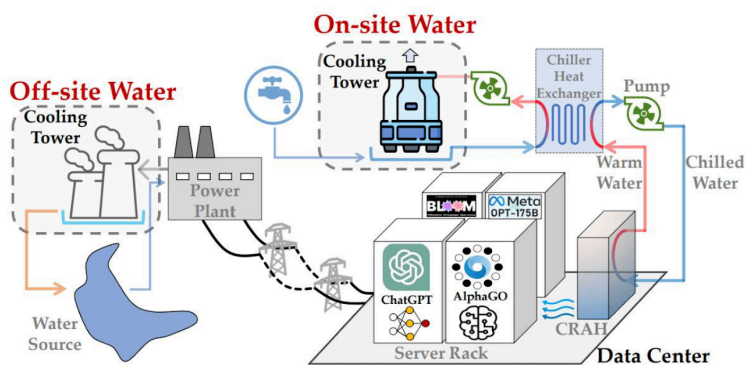 On-site Water
Cooling
Tower
Chiller
Heat
Exchanger
Pump
Off-site Water
Cooling
Tower
Power
Plant
Warm
Water
Chilled
Water
BLOOM
Meta
OPT-175B
ChatGPT
AlphaGO
Water
Source
Server Rack
CRAH
Data Center